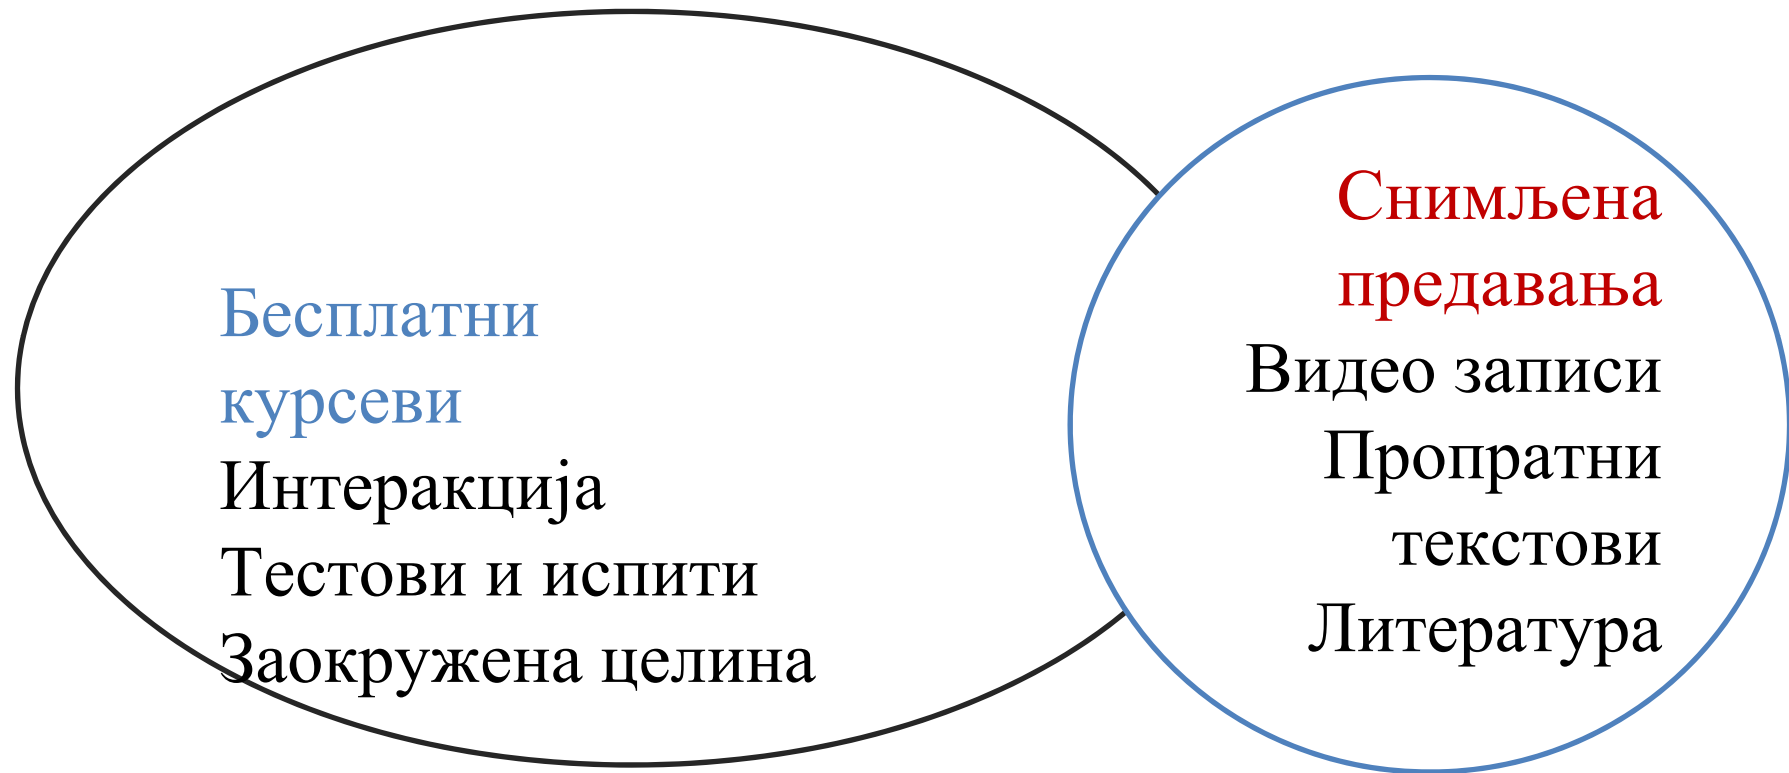 Бесплатни
курсеви
Интеракција
Тестови и испити
Заокружена целина
Снимљена
предавања
Видео записи
Пропратни
текстови
Литература